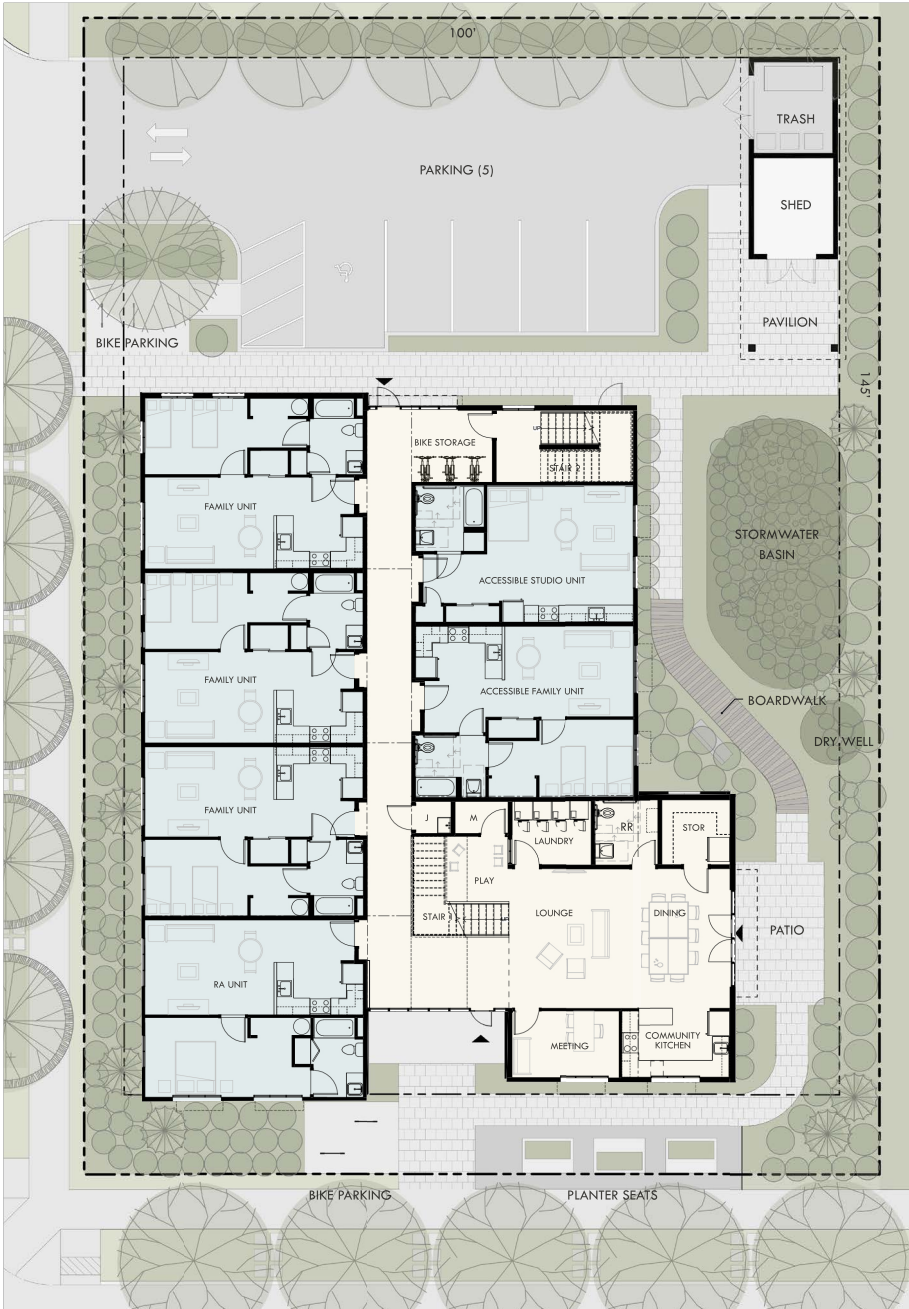 100'
TRASH
PARKING (5)
SHED
PAVILION
BIKE PARKING
145'
BIKE STORAGE
UP
STAIR 2
FAMILY UNIT
STORMWATER
BASIN
ACCESSIBLE STUDIO UNIT
FAMILY UNIT
ACCESSIBLE FAMILY UNIT
BOARDWALK
DRY WELL
FAMILY UNIT
J
M
LAUNDRY
RR
STOR
PLAY
STAIR 1
LOUNGE
DINING
PATIO
RA UNIT
MEETING
COMMUNITY
KITCHEN
BIKE PARKING
PLANTER SEATS